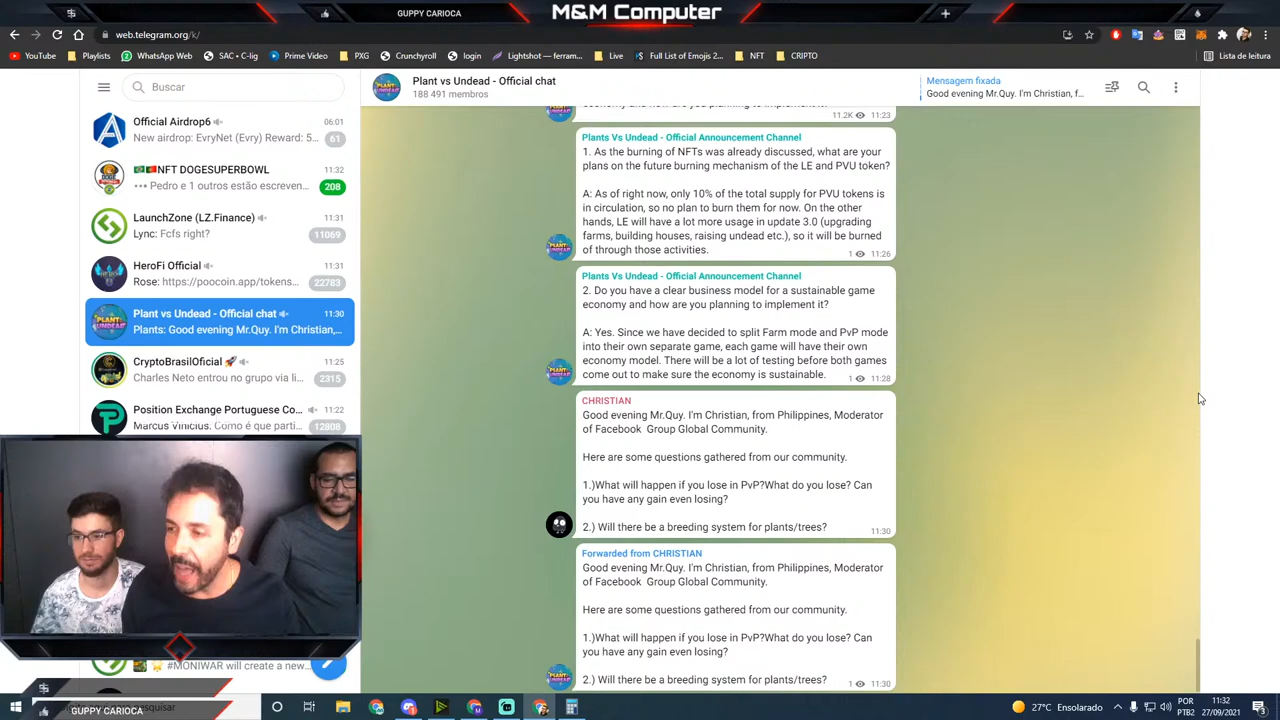 GUPPY CARIOCA
M&M Computer
web.telegram.org/k/
YouTube
Playlists
WhatsApp Web
SAC • C-lig
Prime Video
PXG
Crunchyroll
login
Lightshot — ferram...
Live
Full List of Emojis 2...
NFT
CRIPTO
Lista de leitura
Buscar
Plant vs Undead - Official chat
188 491 membros
Mensagem fixada
Good evening Mr.Quy. I'm Christian, f...
Official Airdrop6
06:01
New airdrop: EvryNet (Evry) Reward: 5...
61
NFT DOGESUPERBOWL
11:32
••• Pedro e 1 outros estão escreven...
208
LaunchZone (LZ.Finance)
11:31
Lync: Fcfs right?
11069
HeroFi Official
11:31
Rose: https://poocoin.app/tokens...
22783
Plant vs Undead - Official chat
11:30
Plants: Good evening Mr.Quy. I'm Christian,...
CryptoBrasilOficial 🚀
11:25
Charles Neto entrou no grupo via li...
2315
Position Exchange Portuguese Co...
11:22
Marcus Vinicius: Como é que parti...
12808
#MONIWAR will create a new...
11.2K 11:23
Plants Vs Undead - Official Announcement Channel
1. As the burning of NFTs was already discussed, what are your
plans on the future burning mechanism of the LE and PVU token?
A: As of right now, only 10% of the total supply for PVU tokens is
in circulation, so no plan to burn them for now. On the other
hands, LE will have a lot more usage in update 3.0 (upgrading
farms, building houses, raising undead etc.), so it will be burned
of through those activities.
1 11:26
Plants Vs Undead - Official Announcement Channel
2. Do you have a clear business model for a sustainable game
economy and how are you planning to implement it?
A: Yes. Since we have decided to split Farm mode and PvP mode
into their own separate game, each game will have their own
economy model. There will be a lot of testing before both games
come out to make sure the economy is sustainable.
1 11:28
CHRISTIAN
Good evening Mr.Quy. I'm Christian, from Philippines, Moderator
of Facebook Group Global Community.
Here are some questions gathered from our community.
1.)What will happen if you lose in PvP?What do you lose? Can
you have any gain even losing?
2.) Will there be a breeding system for plants/trees?
11:30
Forwarded from CHRISTIAN
Good evening Mr.Quy. I'm Christian, from Philippines, Moderator
of Facebook Group Global Community.
Here are some questions gathered from our community.
1.)What will happen if you lose in PvP?What do you lose? Can
you have any gain even losing?
2.) Will there be a breeding system for plants/trees?
1 11:30
GUPPY CARIOCA
pesquisar
27°C Ensolarado
POR
PTB2
11:32
27/09/2021